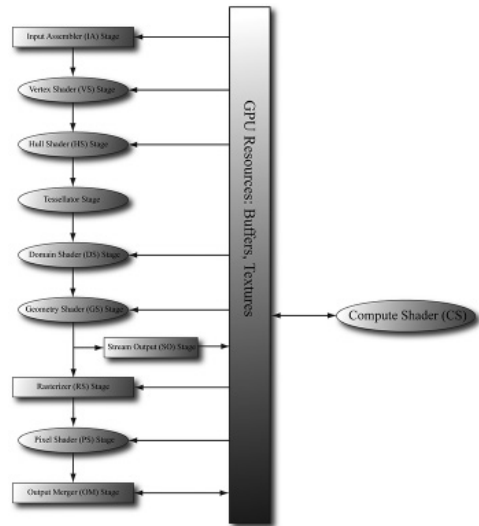 Input Assembler (IA) Stage
Vertex Shader (VS) Stage
Hull Shader (HS) Stage
Tessellator Stage
Domain Shader (DS) Stage
Geometry Shader (GS) Stage
Stream Output (SO) Stage
Rasterizer (RS) Stage
Pixel Shader (PS) Stage
Output Merger (OM) Stage
GPU Resources: Buffers, Textures
Compute Shader (CS)